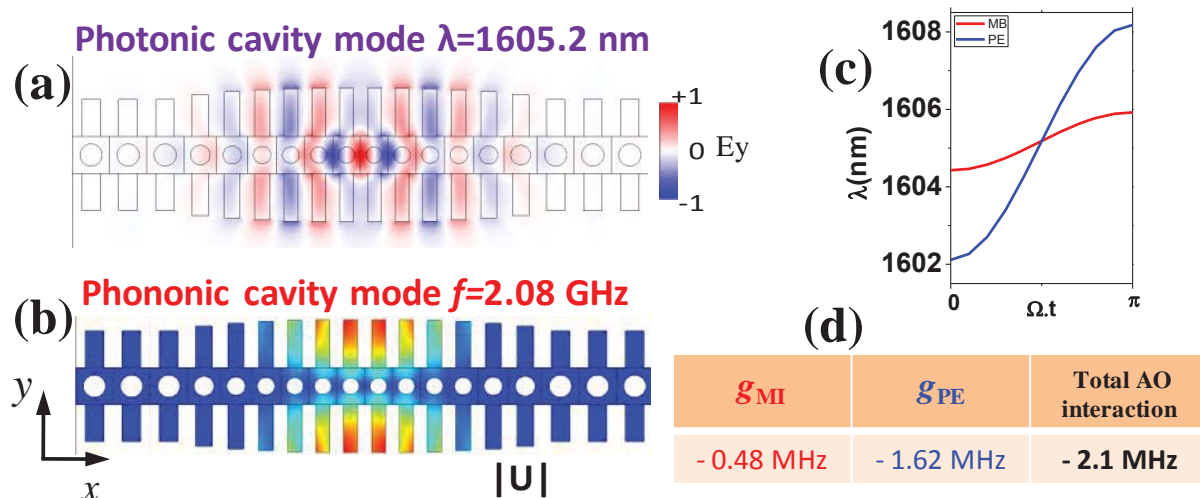 Photonic cavity mode λ=1605.2 nm
(a)
+1
0
-1
Ey
Phononic cavity mode f=2.08 GHz
(b)
y
x
|U|
(c)
MB
PE
1608
1606
1604
1602
λ(nm)
0
Ω.t
π
(d)
gMI gPE Total AO
interaction
- 0.48 MHz - 1.62 MHz - 2.1 MHz